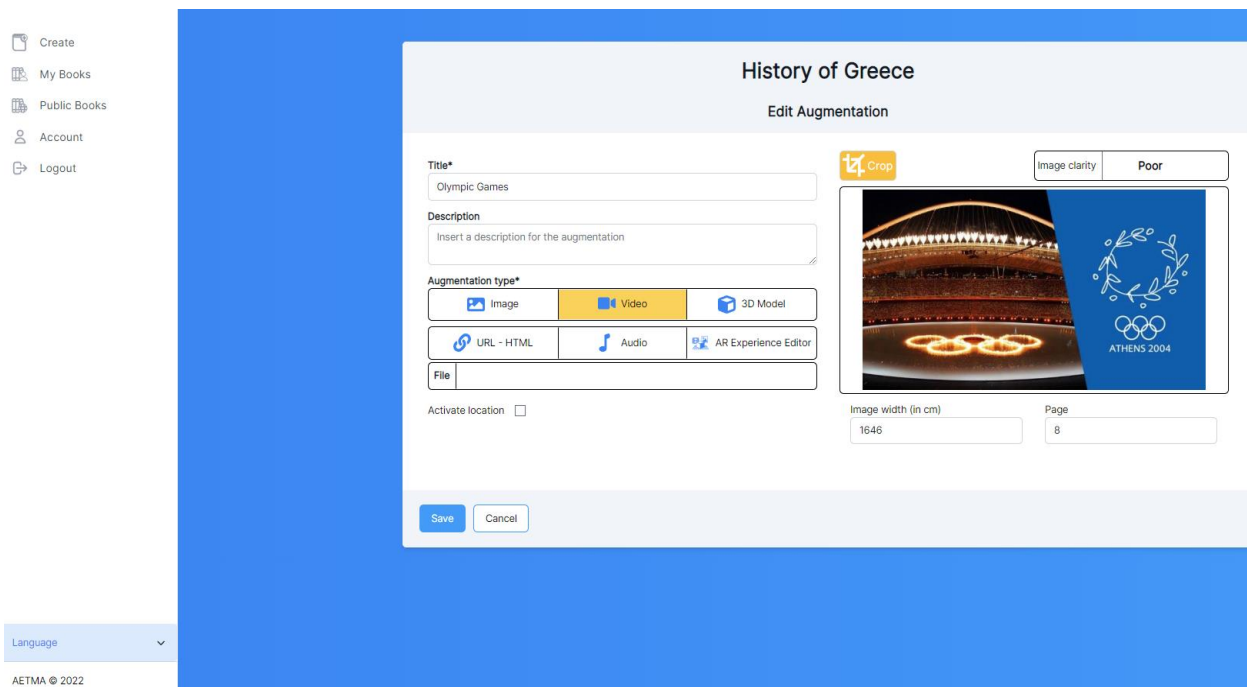 Create
My Books
Public Books
Account
Logout
History of Greece
Edit Augmentation
Title*
Olympic Games
Description
Insert a description for the augmentation
Augmentation type*
Image Video 3D Model
URL - HTML Audio AR Experience Editor
File
Activate location
Crop
Image clarity Poor
ATHENS 2004
Image width (in cm) Page
1646 8
Save Cancel
Language
AETMA © 2022